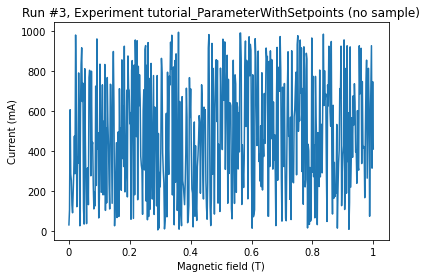 Run #3, Experiment tutorial_ParameterWithSetpoints (no sample)
Current (mA)
1000
800
600
400
200
0
0 0.2 0.4 0.6 0.8 1
Magnetic field (T)